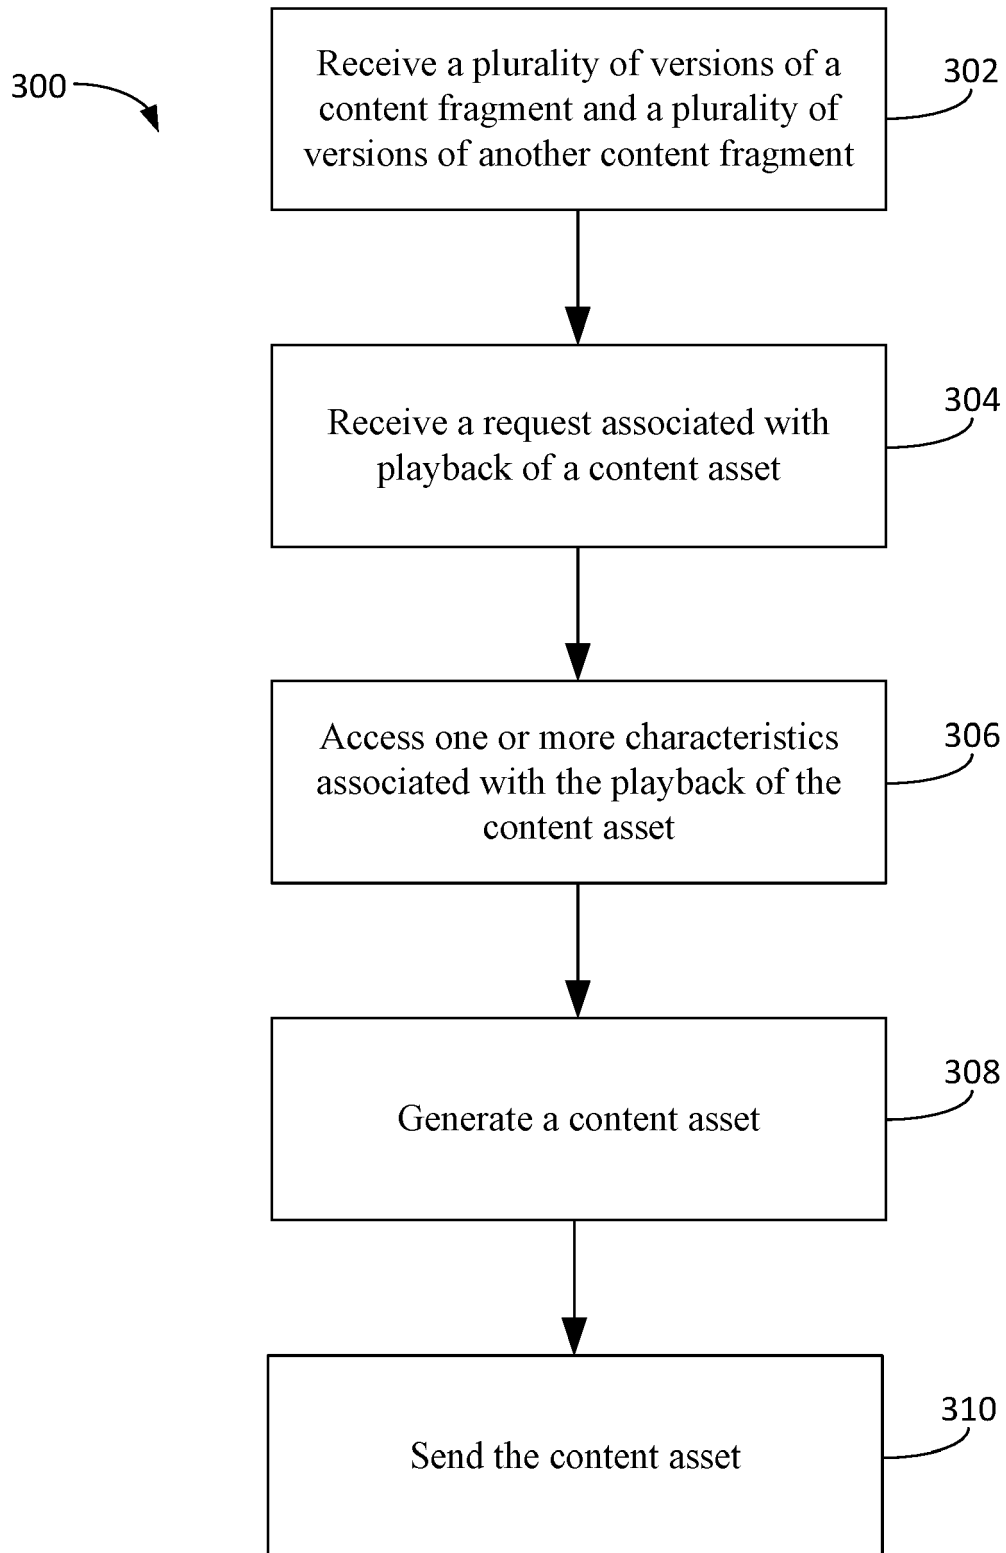 300
Receive a plurality of versions of a
content fragment and a plurality of
versions of another content fragment
302
Receive a request associated with
playback of a content asset
304
Access one or more characteristics
associated with the playback of the
content asset
306
Generate a content asset
308
Send the content asset
310